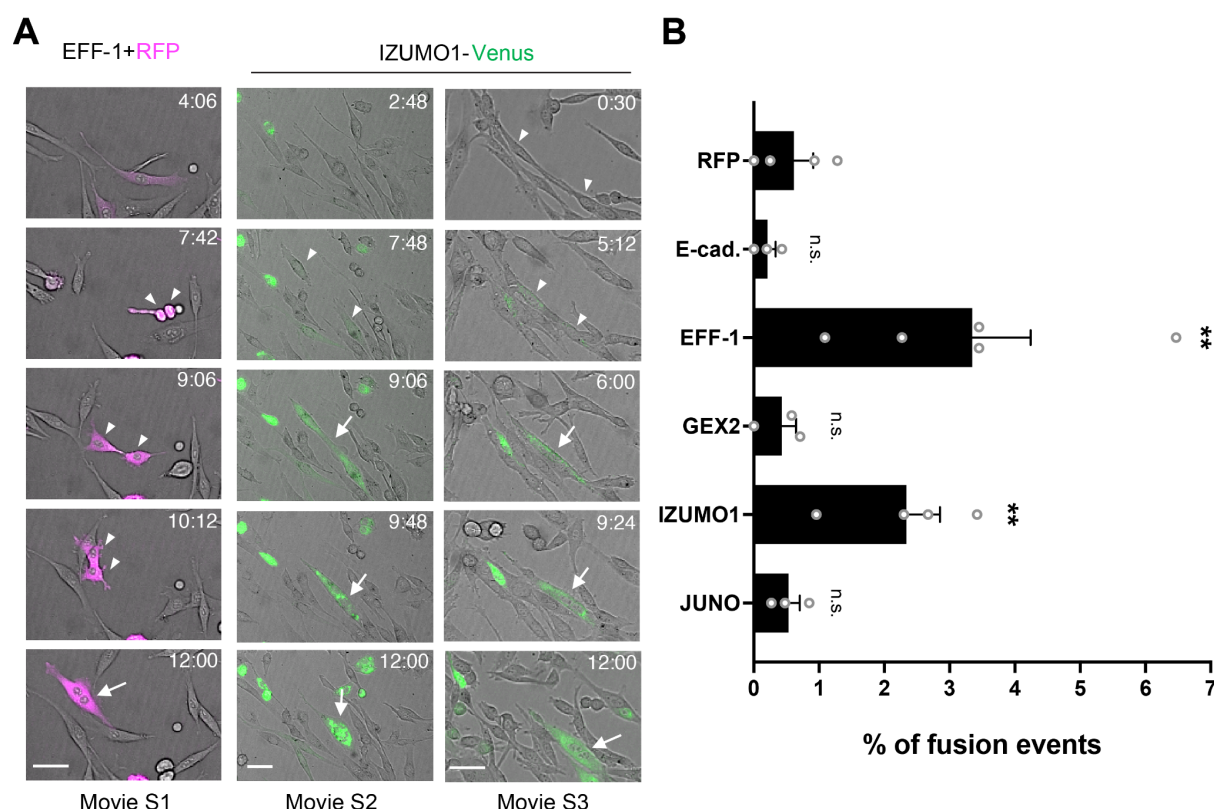 A
EFF-1+RFP
IZUMO1-Venus
4:06
2:48
0:30
7:42
7:48
5:12
9:06
9:06
6:00
10:12
9:48
9:24
12:00
12:00
12:00
Movie S1
Movie S2
Movie S3
B
RFP
E-cad.
n.s.
EFF-1
**
GEX2
n.s.
IZUMO1
**
JUNO
n.s.
0 1 2 3 4 5 6 7
% of fusion events